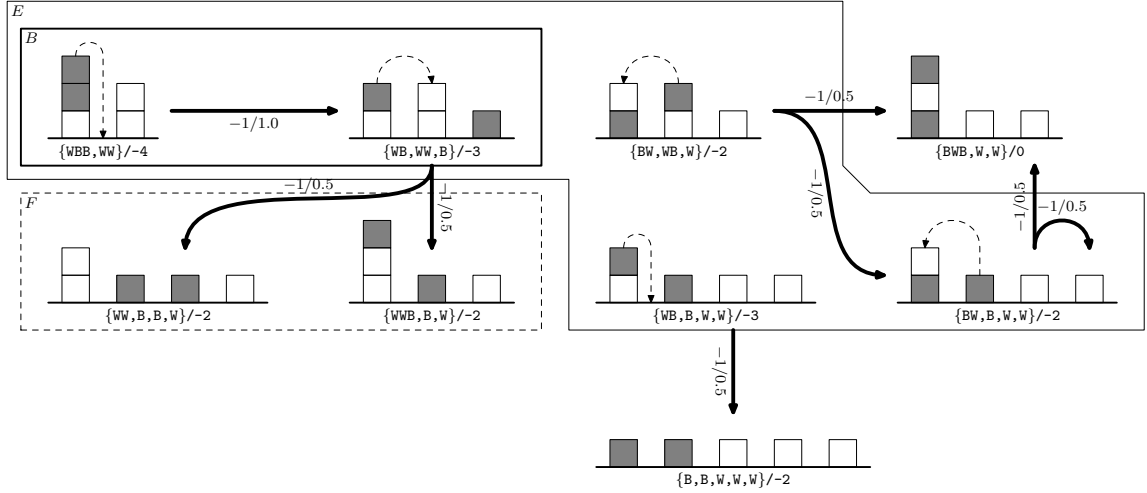 E
B
−1/1.0
−1/0.5
{WBB,WW}/-4
{WB,WW,B}/-3
{BW,WB,W}/-2
{BWB,W,W}/0
−1/0.5
−1/0.5
−1/0.5
−1/0.5
−1/0.5
F
{WW,B,B,W}/-2
{WWB,B,W}/-2
{WB,B,W,W}/-3
{BW,B,W,W}/-2
−1/0.5
{B,B,W,W,W}/-2